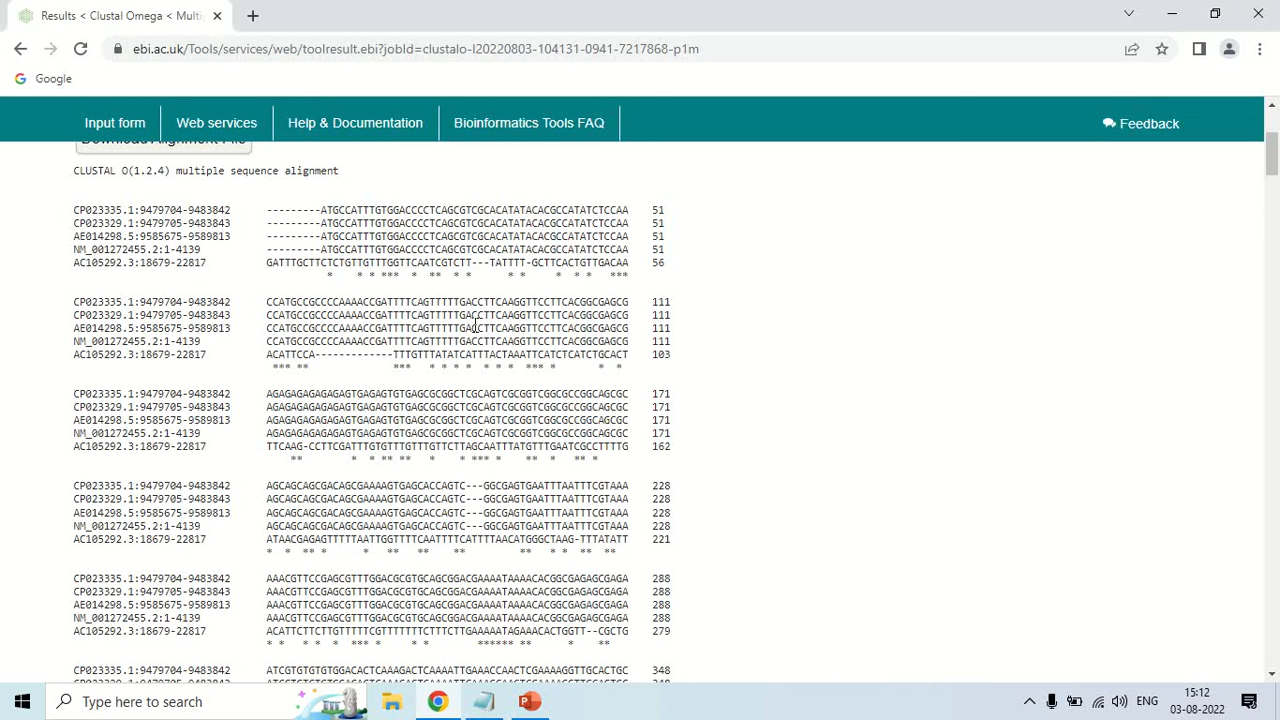 Results < Clustal Omega < Multip
ebi.ac.uk/Tools/services/web/toolresult.ebi?jobId=clustalo-I20220803-104131-0941-7217868-p1m
Google
Input form
Web services
Help & Documentation
Bioinformatics Tools FAQ
Feedback
Download Alignment File
CLUSTAL O(1.2.4) multiple sequence alignment
CP023335.1:9479704-9483842 ---------ATGCCATTTGTGGACCCCTCAGCGTCGCACATATACACGCCATATCTCCAA 51
CP023329.1:9479705-9483843 ---------ATGCCATTTGTGGACCCCTCAGCGTCGCACATATACACGCCATATCTCCAA 51
AE014298.5:9585675-9589813 ---------ATGCCATTTGTGGACCCCTCAGCGTCGCACATATACACGCCATATCTCCAA 51
NM_001272455.2:1-4139 ---------ATGCCATTTGTGGACCCCTCAGCGTCGCACATATACACGCCATATCTCCAA 51
AC105292.3:18679-22817 GATTTGCTTCTCTGTTGTTTGGTTCAATCGTCTT---TATTTT-GCTTCACTGTTGACAA 56
* * * *** * ** * * * * * * ***
CP023335.1:9479704-9483842 CCATGCCGCCCCAAAACCGATTTTCAGTTTTTGACCTTCAAGGTTCCTTCACGGCGAGCG 111
CP023329.1:9479705-9483843 CCATGCCGCCCCAAAACCGATTTTCAGTTTTTGACCTTCAAGGTTCCTTCACGGCGAGCG 111
AE014298.5:9585675-9589813 CCATGCCGCCCCAAAACCGATTTTCAGTTTTTGACCTTCAAGGTTCCTTCACGGCGAGCG 111
NM_001272455.2:1-4139 CCATGCCGCCCCAAAACCGATTTTCAGTTTTTGACCTTCAAGGTTCCTTCACGGCGAGCG 111
AC105292.3:18679-22817 ACATTCCA-------------TTTGTTTATATCATTTACTAAATTCATCTCATCTGCACT 103
*** ** *** * * * * * * * *** * * *
CP023335.1:9479704-9483842 AGAGAGAGAGAGAGTGAGAGTGTGAGCGCGGCTCGCAGTCGCGGTCGGCGCCGGCAGCGC 171
CP023329.1:9479705-9483843 AGAGAGAGAGAGAGTGAGAGTGTGAGCGCGGCTCGCAGTCGCGGTCGGCGCCGGCAGCGC 171
AE014298.5:9585675-9589813 AGAGAGAGAGAGAGTGAGAGTGTGAGCGCGGCTCGCAGTCGCGGTCGGCGCCGGCAGCGC 171
NM_001272455.2:1-4139 AGAGAGAGAGAGAGTGAGAGTGTGAGCGCGGCTCGCAGTCGCGGTCGGCGCCGGCAGCGC 171
AC105292.3:18679-22817 TTCAAG-CCTTCGATTTGTGTTTGTTTGTTCTTAGCAATTTATGTTTGAATCGCCTTTTG 162
** * * ** ** * * *** * ** * ** *
CP023335.1:9479704-9483842 AGCAGCAGCGACAGCGAAAAGTGAGCACCAGTC---GGCGAGTGAATTTAATTTCGTAAA 228
CP023329.1:9479705-9483843 AGCAGCAGCGACAGCGAAAAGTGAGCACCAGTC---GGCGAGTGAATTTAATTTCGTAAA 228
AE014298.5:9585675-9589813 AGCAGCAGCGACAGCGAAAAGTGAGCACCAGTC---GGCGAGTGAATTTAATTTCGTAAA 228
NM_001272455.2:1-4139 AGCAGCAGCGACAGCGAAAAGTGAGCACCAGTC---GGCGAGTGAATTTAATTTCGTAAA 228
AC105292.3:18679-22817 ATAACGAGAGTTTTTAATTGGTTTTCAATTTTCATTTAACATGGGCTAAG-TTTATATT 221
* * ** * * ** ** ** * * * **
CP023335.1:9479704-9483842 AAACGTTCCGAGCGTTTGGACGCGTGCAGCGGACGAAAATAAAACACGGCGAGAGCGAGA 288
CP023329.1:9479705-9483843 AAACGTTCCGAGCGTTTGGACGCGTGCAGCGGACGAAAATAAAACACGGCGAGAGCGAGA 288
AE014298.5:9585675-9589813 AAACGTTCCGAGCGTTTGGACGCGTGCAGCGGACGAAAATAAAACACGGCGAGAGCGAGA 288
NM_001272455.2:1-4139 AAACGTTCCGAGCGTTTGGACGCGTGCAGCGGACGAAAATAAAACACGGCGAGAGCGAGA 288
AC105292.3:18679-22817 ACATTCTTCTTGTTTTTCGTTTTTTTCTTTCTTGAAAAATAGAAACACTGGTT--CGCTG 279
* * * * *** * * * ****** ** * **
CP023335.1:9479704-9483842 ATCGTGTGTGTGGACACTCAAAGACTCAAAATTGAAACCAACTCGAAAAGGTTGCACTGC 348
Type here to search
ENG
15:12
03-08-2022